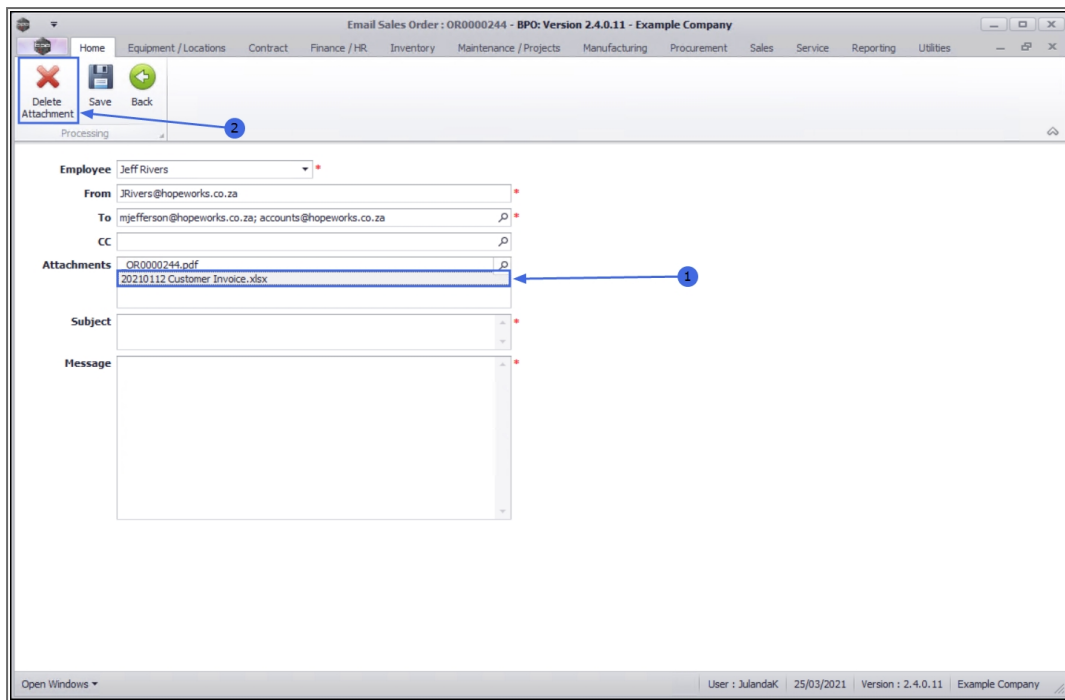 Email Sales Order : OR0000244 - BPO: Version 2.4.0.11 - Example Company
Home Equipment / Locations Contract Finance / HR Inventory Maintenance / Projects Manufacturing Procurement Sales Service Reporting Utilities
Delete Attachment Save Back
2
Processing
Employee Jeff Rivers *
From JRivers@hopeworks.co.za *
To mjefferson@hopeworks.co.za; accounts@hopeworks.co.za *
CC
Attachments OR0000244.pdf
20210112 Customer Invoice.xlsx
1
Subject *
Message *
Open Windows User : JulandaK 25/03/2021 Version : 2.4.0.11 Example Company